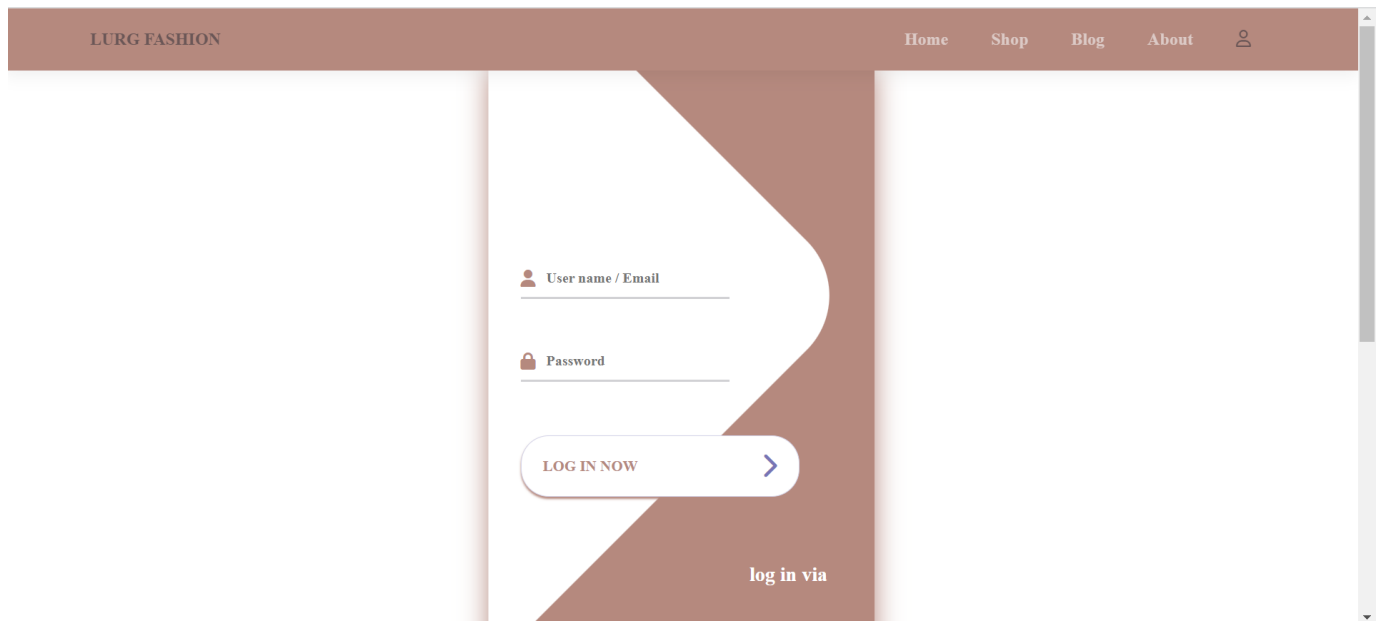 LURG FASHION Home Shop Blog About
User name / Email
Password
LOG IN NOW
log in via